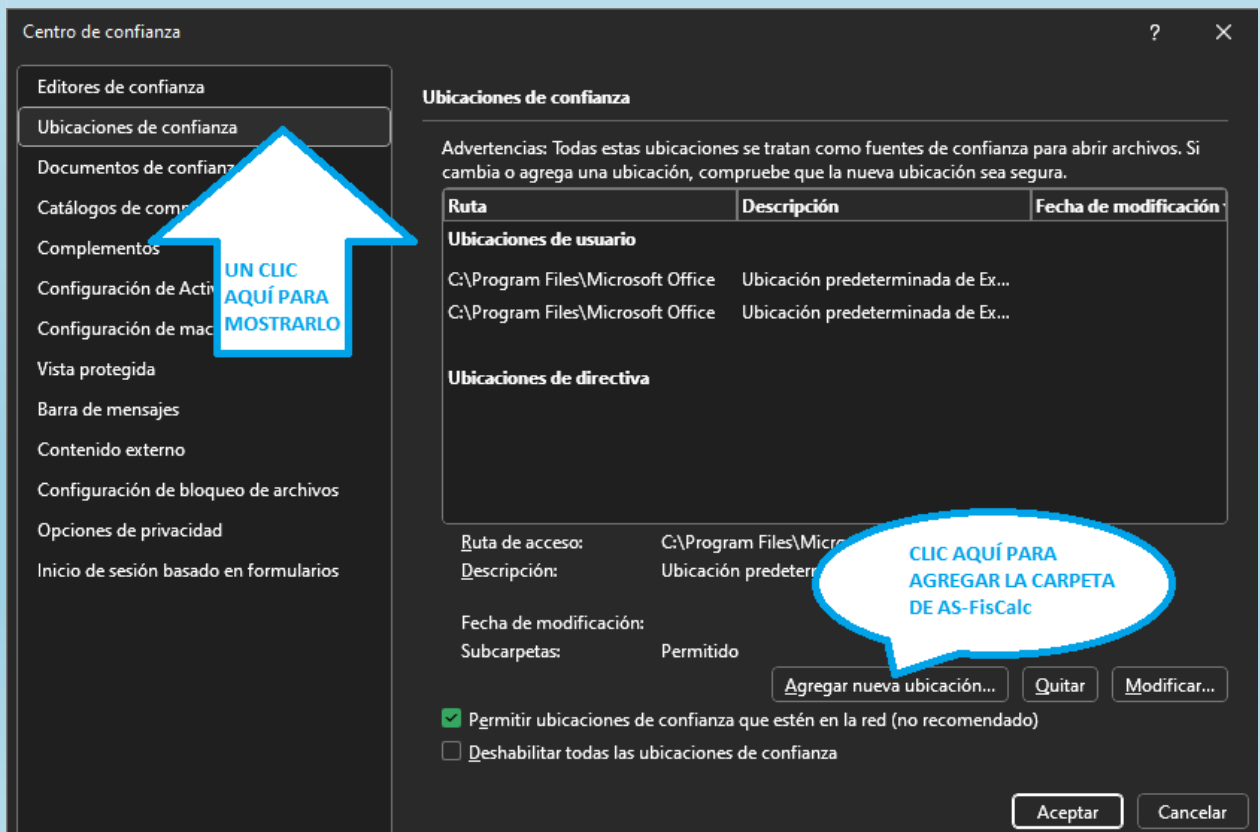 Centro de confianza
?
Editores de confianza
Ubicaciones de confianza
Documentos de
Catálogos de
Complementos
Configuración de
Configuración de
Vista protegida
Barra de mensajes
Contenido externo
Configuración de bloqueo de archivos
Opciones de privacidad
Inicio de sesión basado en formularios
UN CLIC
AQUÍ PARA
MOSTRARLO
Ubicaciones de confianza
Advertencias: Todas estas ubicaciones se tratan como fuentes de confianza para abrir archivos. Si
cambia o agrega una ubicación, compruebe que la nueva ubicación sea segura.
Ruta Descripción Fecha de modificación
Ubicaciones de usuario
C:\Program Files\Microsoft Office Ubicación predeterminada de Ex...
C:\Program Files\Microsoft Office Ubicación predeterminada de Ex...
Ubicaciones de directiva
Ruta de acceso: C:\Program
Descripción: Ubicación
CLIC AQUÍ PARA
AGREGAR LA CARPETA
DE AS-FisCalc
Fecha de modificación:
Subcarpetas: Permitido
Agregar nueva ubicación... Quitar Modificar...
Permitir ubicaciones de confianza que estén en la red (no recomendado)
Deshabilitar todas las ubicaciones de confianza
Aceptar Cancelar